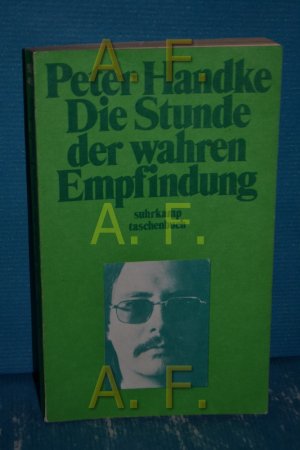 A. F.
Peter Handke
Die Stunde
der wahren
Empfindung
suhrkamp
taschenbuch
A. F.
A. F.